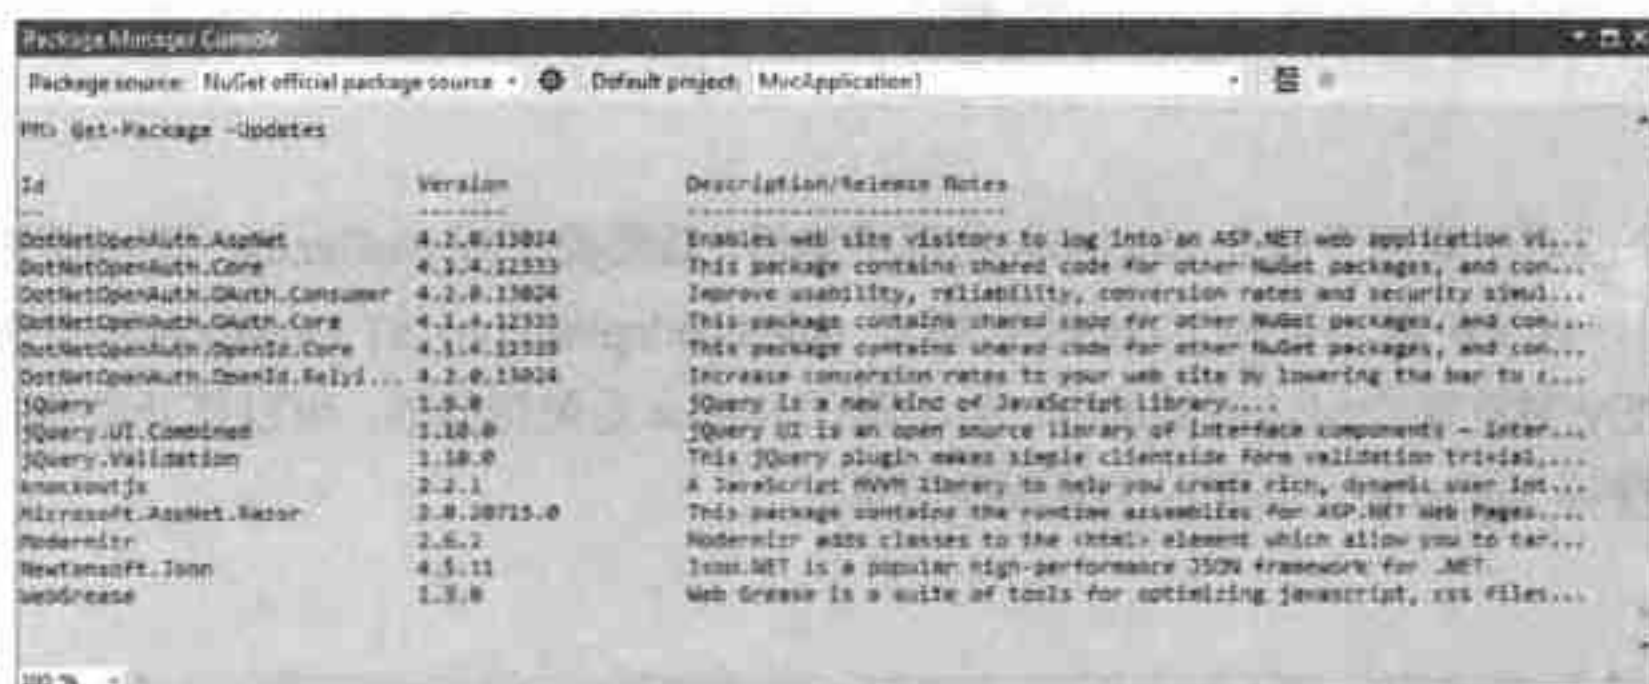 Package Manager Console
Package source: NuGet official package source Default project: MvcApplication1
PM> Get-Package -Updates
Id Version Description/Release Notes
-- ------- -------------------------
DotNetOpenAuth.AspNet 4.2.0.13024 Enables web site visitors to log into an ASP.NET web application vi...
DotNetOpenAuth.Core 4.1.4.12333 This package contains shared code for other NuGet packages, and con...
DotNetOpenAuth.OAuth.Consumer 4.2.0.13024 Improve usability, reliability, conversion rates and security simul...
DotNetOpenAuth.OAuth.Core 4.1.4.12333 This package contains shared code for other NuGet packages, and con...
DotNetOpenAuth.OpenId.Core 4.1.4.12333 This package contains shared code for other NuGet packages, and con...
DotNetOpenAuth.OpenId.Relyi... 4.2.0.13024 Increase conversion rates to your web site by lowering the bar to c...
jQuery 1.9.0 jQuery is a new kind of JavaScript Library....
jQuery.UI.Combined 1.10.0 jQuery UI is an open source library of interface components - inter...
jQuery.Validation 1.10.0 This jQuery plugin makes simple clientside form validation trivial,...
knockoutjs 2.2.1 A JavaScript MVVM library to help you create rich, dynamic user int...
Microsoft.AspNet.Razor 2.0.20715.0 This package contains the runtime assemblies for ASP.NET Web Pages....
Modernizr 2.6.2 Modernizr adds classes to the <html> element which allow you to tar...
Newtonsoft.Json 4.5.11 Json.NET is a popular high-performance JSON framework for .NET
WebGrease 1.3.0 Web Grease is a suite of tools for optimizing javascript, css files...
100 %